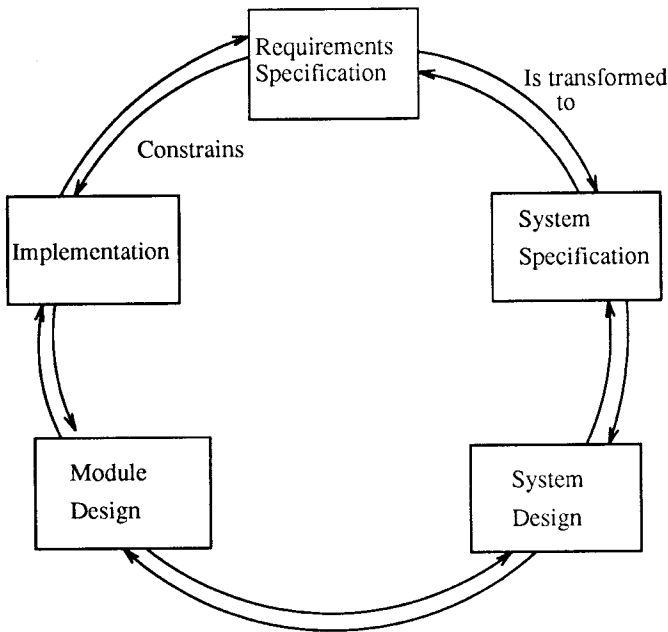 Requirements
Specification
Is transformed
to
Constrains
System
Specification
Implementation
Module
Design
System
Design